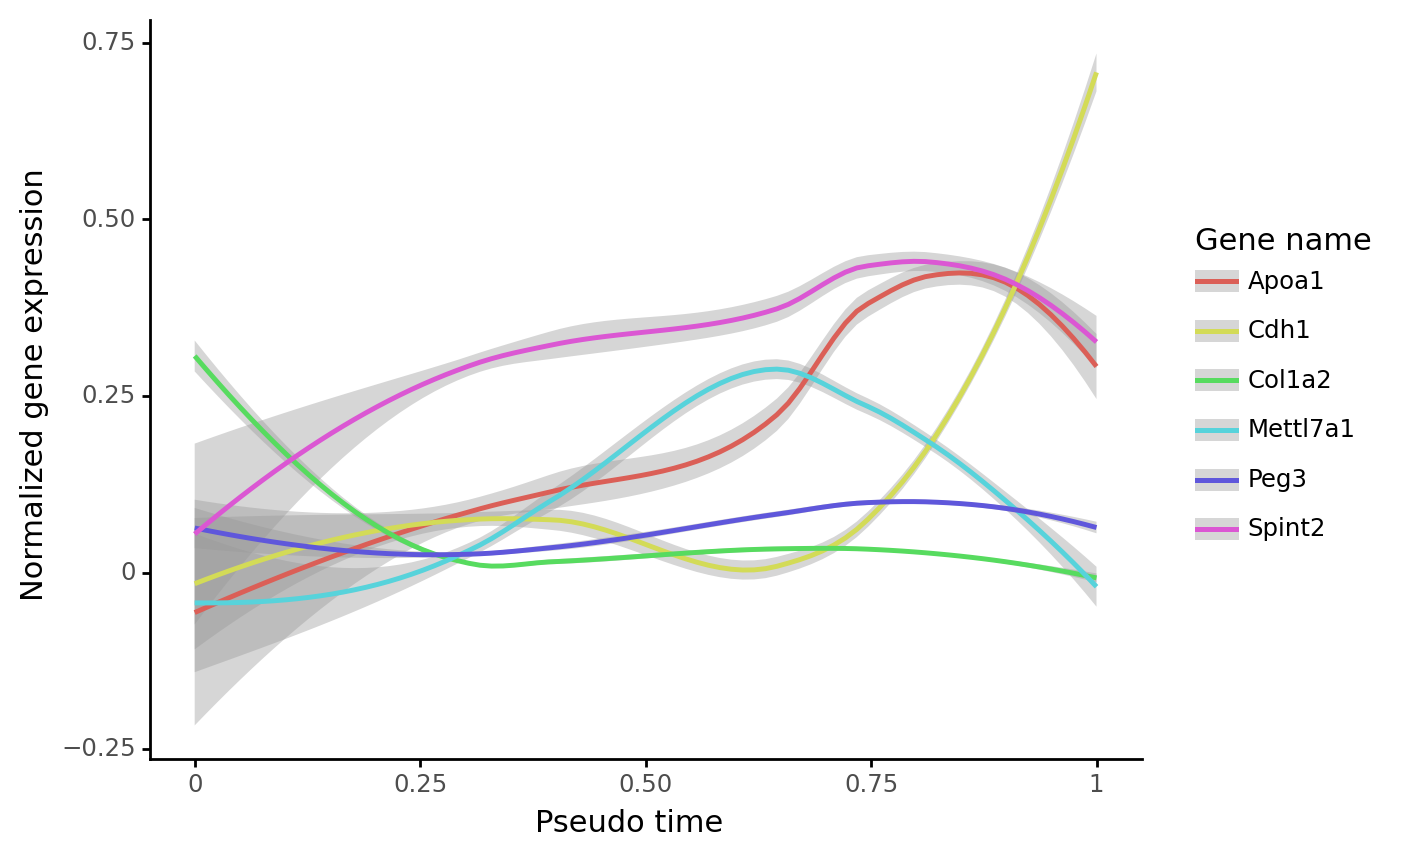 0.75
0.50
0.25
0
−0.25
Normalized gene expression
0
0.25
0.50
0.75
1
Pseudo time
Gene name
Apoa1
Cdh1
Col1a2
Mettl7a1
Peg3
Spint2